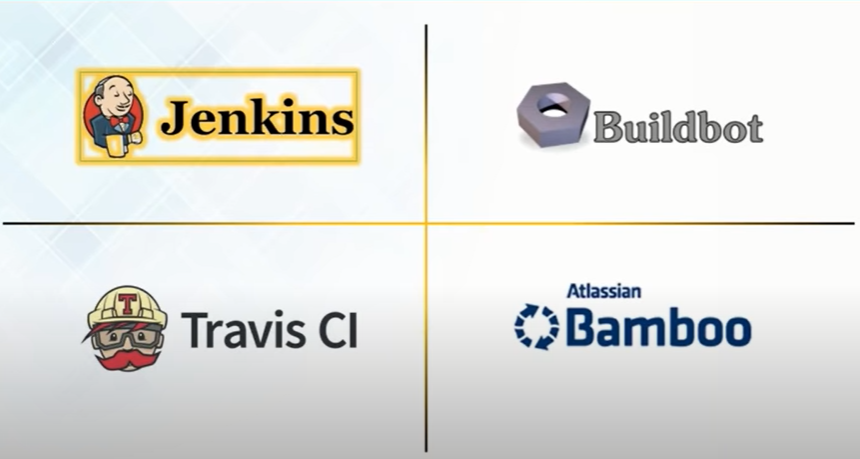 Jenkins
Buildbot
T
Travis CI
Atlassian
Bamboo